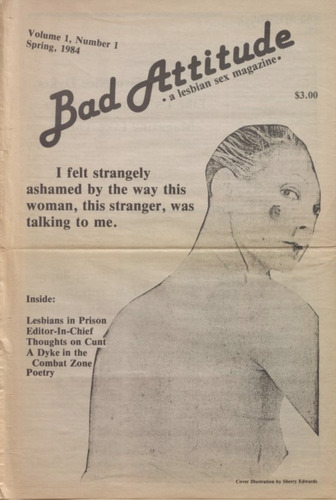 Volume 1, Number 1
Spring, 1984
Bad Attitude
• a lesbian sex magazine •
$3.00
I felt strangely
ashamed by the way this
woman, this stranger, was
talking to me.
Inside:
Lesbians in Prison
Editor-In-Chief
Thoughts on Cunt
A Dyke in the
Combat Zone
Poetry
Cover Illustration by Sherry Edwards